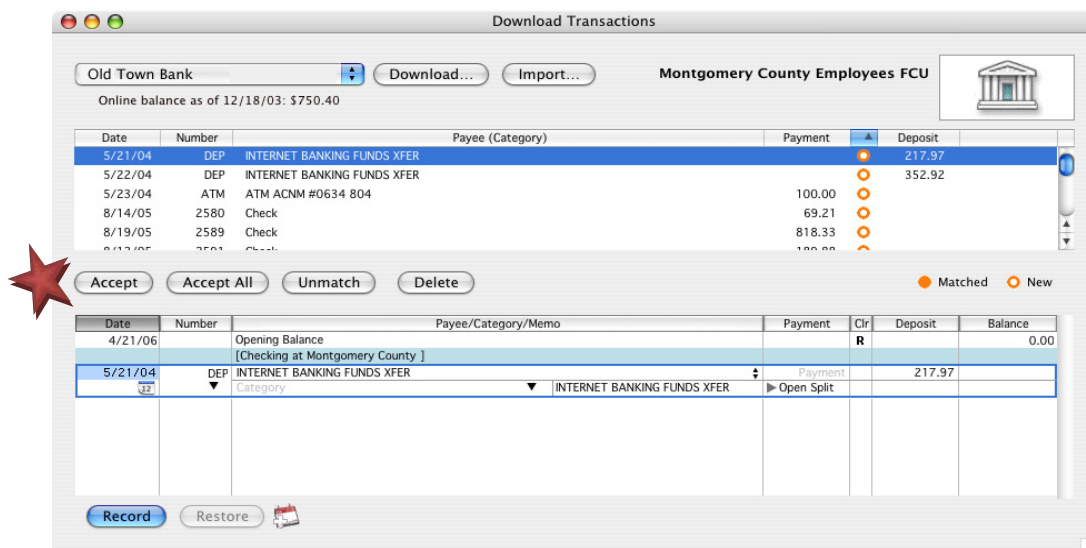 Download Transactions
Old Town Bank Download... Import... Montgomery County Employees FCU
Online balance as of 12/18/03: $750.40
Date Number Payee (Category) Payment Deposit
5/21/04 DEP INTERNET BANKING FUNDS XFER 217.97
5/22/04 DEP INTERNET BANKING FUNDS XFER 352.92
5/23/04 ATM ATM ACNM #0634 804 100.00
8/14/05 2580 Check 69.21
8/19/05 2589 Check 818.33
Accept Accept All Unmatch Delete Matched New
Date Number Payee/Category/Memo Payment Clr Deposit Balance
4/21/06 Opening Balance R 0.00
[Checking at Montgomery County ]
5/21/04 DEP INTERNET BANKING FUNDS XFER Payment 217.97
12 Category INTERNET BANKING FUNDS XFER Open Split
Record Restore